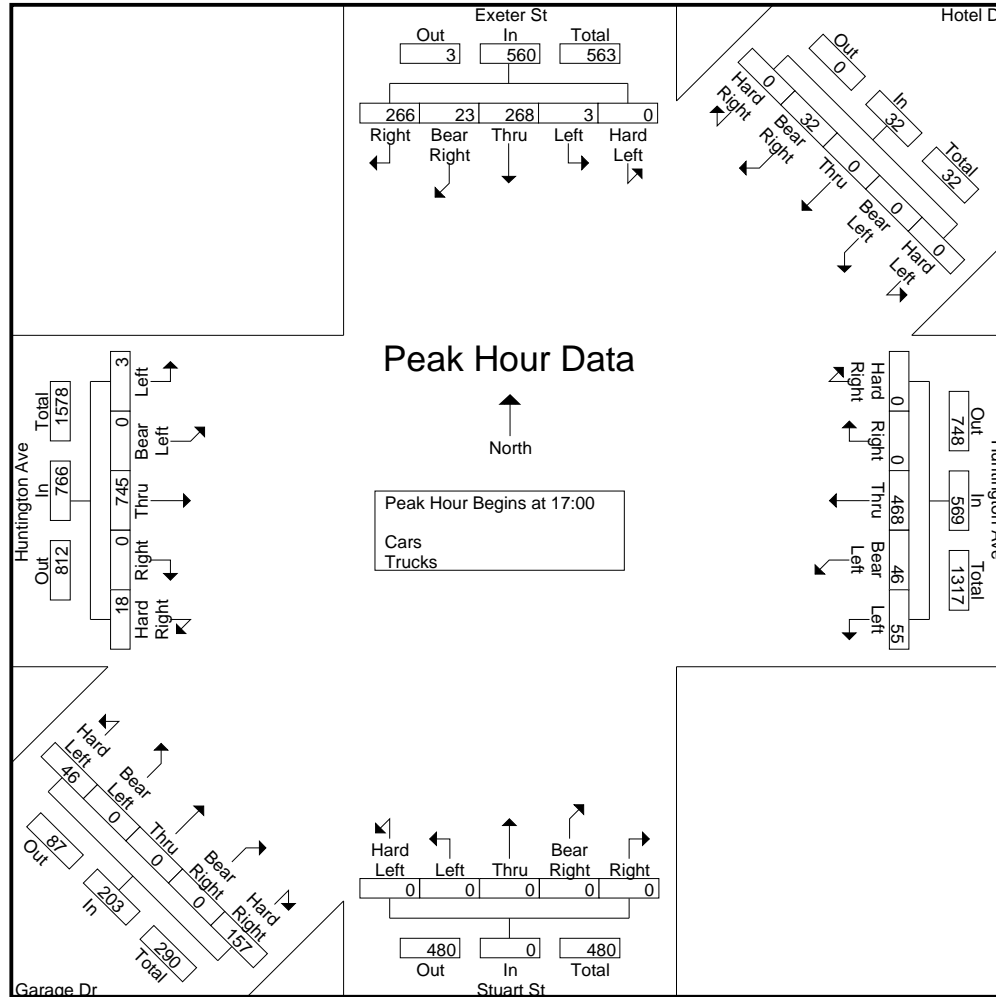 Exeter St
Out In Total
3 560 563
266 23 268 3 0
Right Bear Right Thru Left Hard Left
Hotel D
Out In Total
0 32 32
0 32 0 0 0
Hard Right Bear Right Thru Bear Left Hard Left
Peak Hour Data
North
Peak Hour Begins at 17:00
Cars
Trucks
Huntington Ave
Total In Out
1578 766 812
3 0 745 0 18
Left Bear Left Thru Right Hard Right
Huntington Ave
Out In Total
748 569 1317
0 0 468 46 55
Hard Right Right Thru Bear Left Left
Hard Left Bear Left Thru Bear Right Hard Right
46 0 0 0 157
87 203 290
Out In Total
Garage Dr
Hard Left Left Thru Bear Right Right
0 0 0 0 0
480 0 480
Out In Total
Stuart St